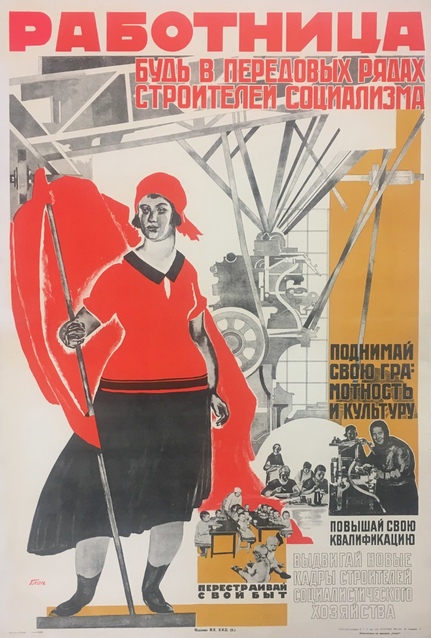 РАБОТНИЦА
БУДЬ В ПЕРЕДОВЫХ РЯДАХ
СТРОИТЕЛЕЙ СОЦИАЛИЗМА
ПОДНИМАЙ
СВОЮ ГРА-
МОТНОСТЬ
И КУЛЬТУРУ
ПОВЫШАЙ СВОЮ
КВАЛИФИКАЦИЮ
ПЕРЕСТРАИВАЙ
СВОЙ БЫТ
ВЫДВИГАЙ НОВЫЕ
КАДРЫ СТРОИТЕЛЕЙ
СОЦИАЛИСТИЧЕСКОГО
ХОЗЯЙСТВА